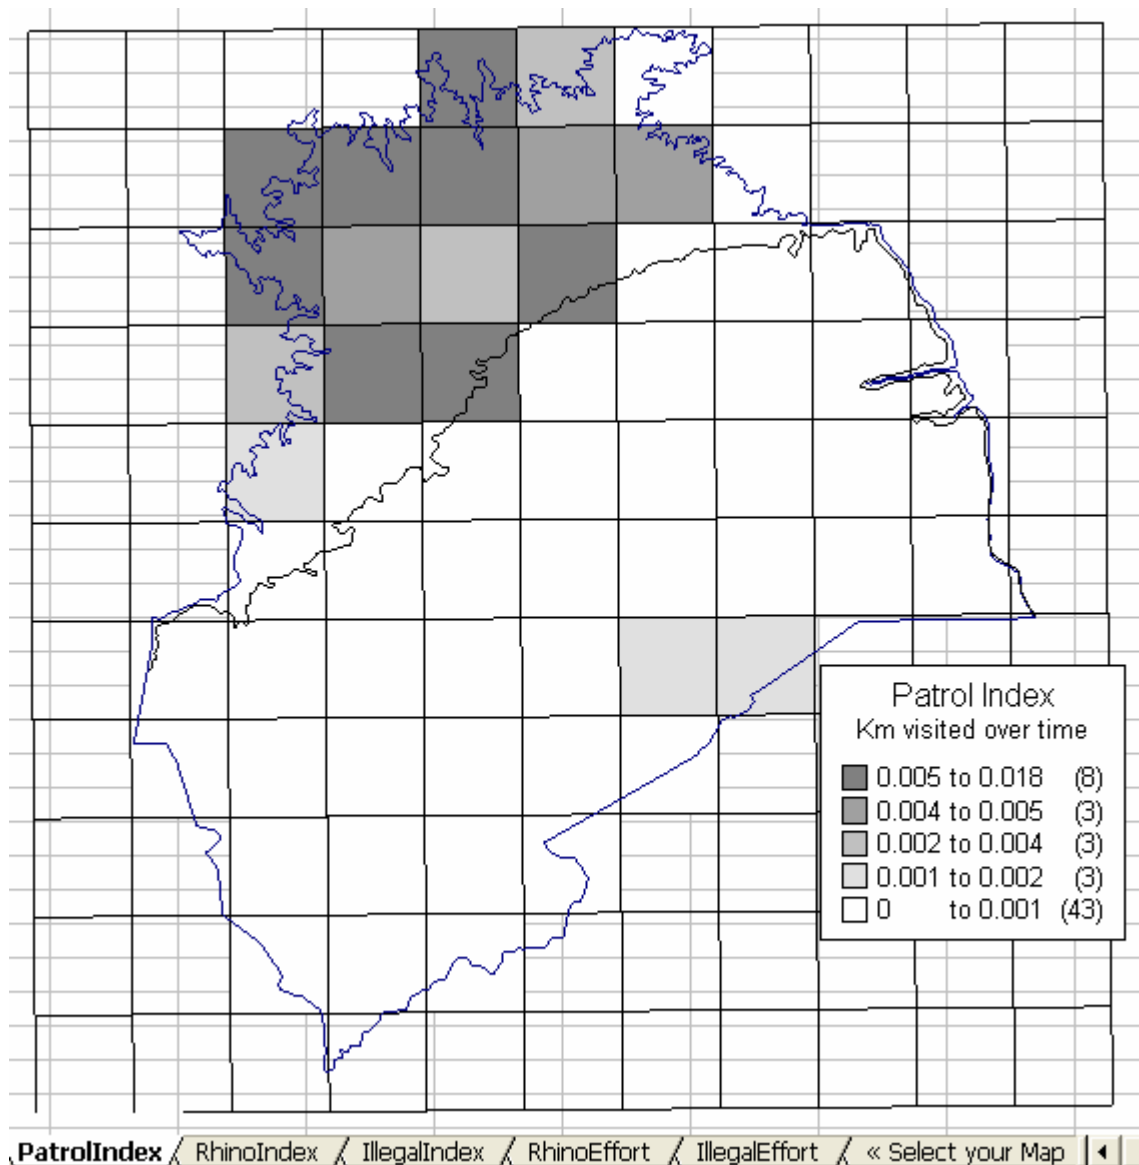 Patrol Index
Km visited over time
0.005 to 0.018 (8)
0.004 to 0.005 (3)
0.002 to 0.004 (3)
0.001 to 0.002 (3)
0 to 0.001 (43)
PatrolIndex RhinoIndex IllegalIndex RhinoEffort IllegalEffort « Select your Map